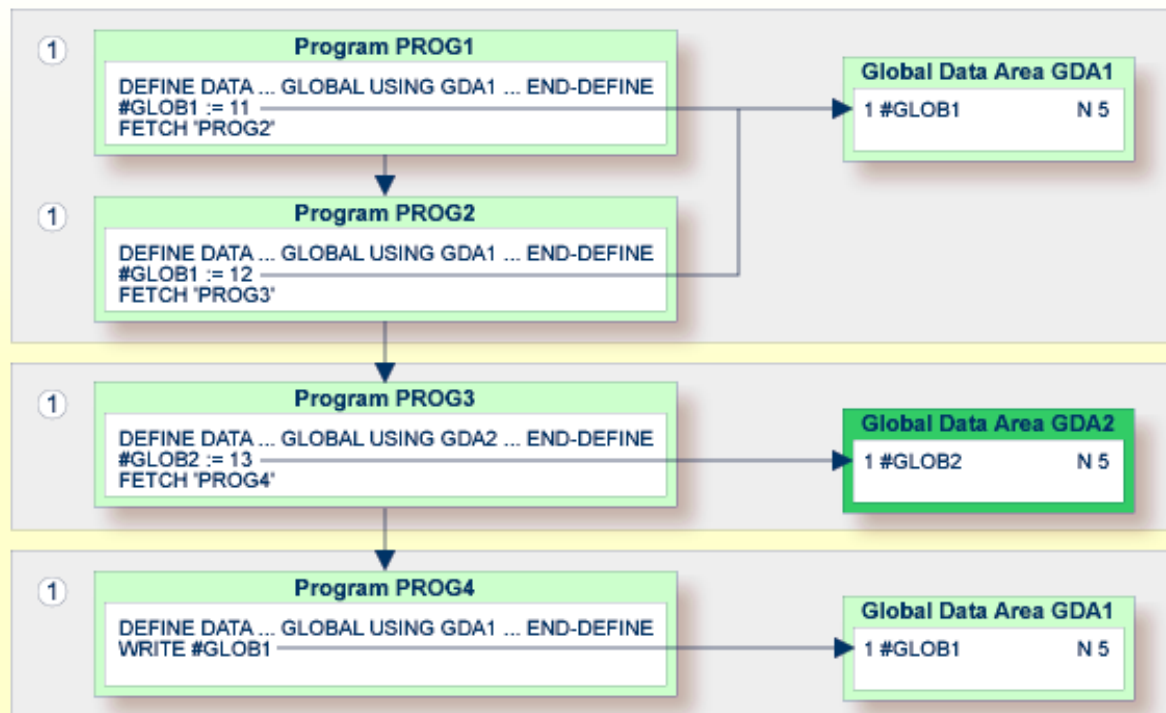 1
Program PROG1
DEFINE DATA ... GLOBAL USING GDA1 ... END-DEFINE
#GLOB1 := 11
FETCH 'PROG2'
Global Data Area GDA1
1 #GLOB1 N 5
1
Program PROG2
DEFINE DATA ... GLOBAL USING GDA1 ... END-DEFINE
#GLOB1 := 12
FETCH 'PROG3'
1
Program PROG3
DEFINE DATA ... GLOBAL USING GDA2 ... END-DEFINE
#GLOB2 := 13
FETCH 'PROG4'
Global Data Area GDA2
1 #GLOB2 N 5
1
Program PROG4
DEFINE DATA ... GLOBAL USING GDA1 ... END-DEFINE
WRITE #GLOB1
Global Data Area GDA1
1 #GLOB1 N 5